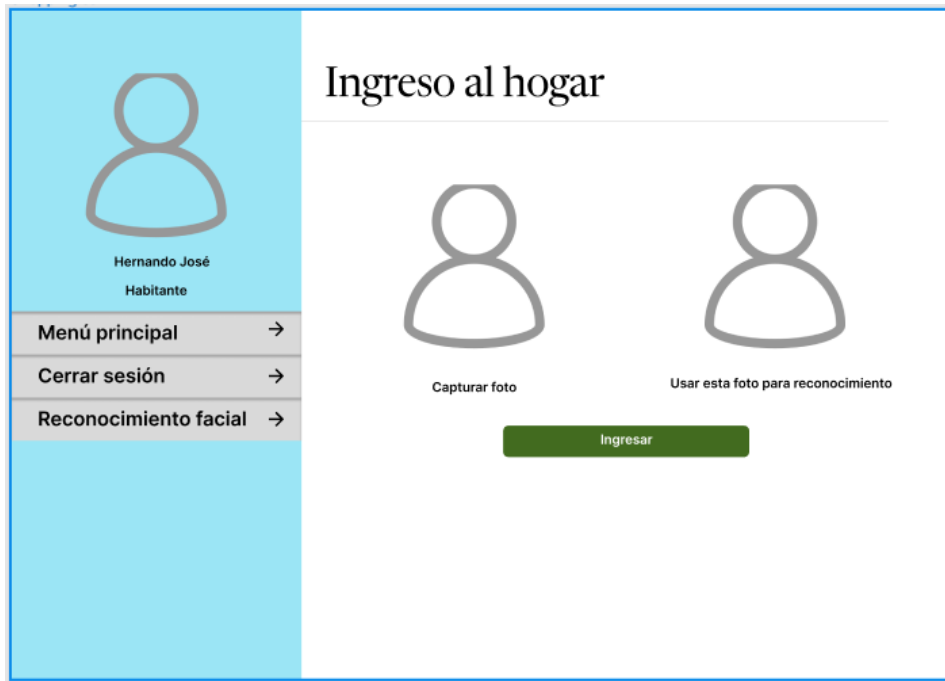 Hernando José
Habitante
Menú principal
Cerrar sesión
Reconocimiento facial
Ingreso al hogar
Capturar foto
Usar esta foto para reconocimiento
Ingresar